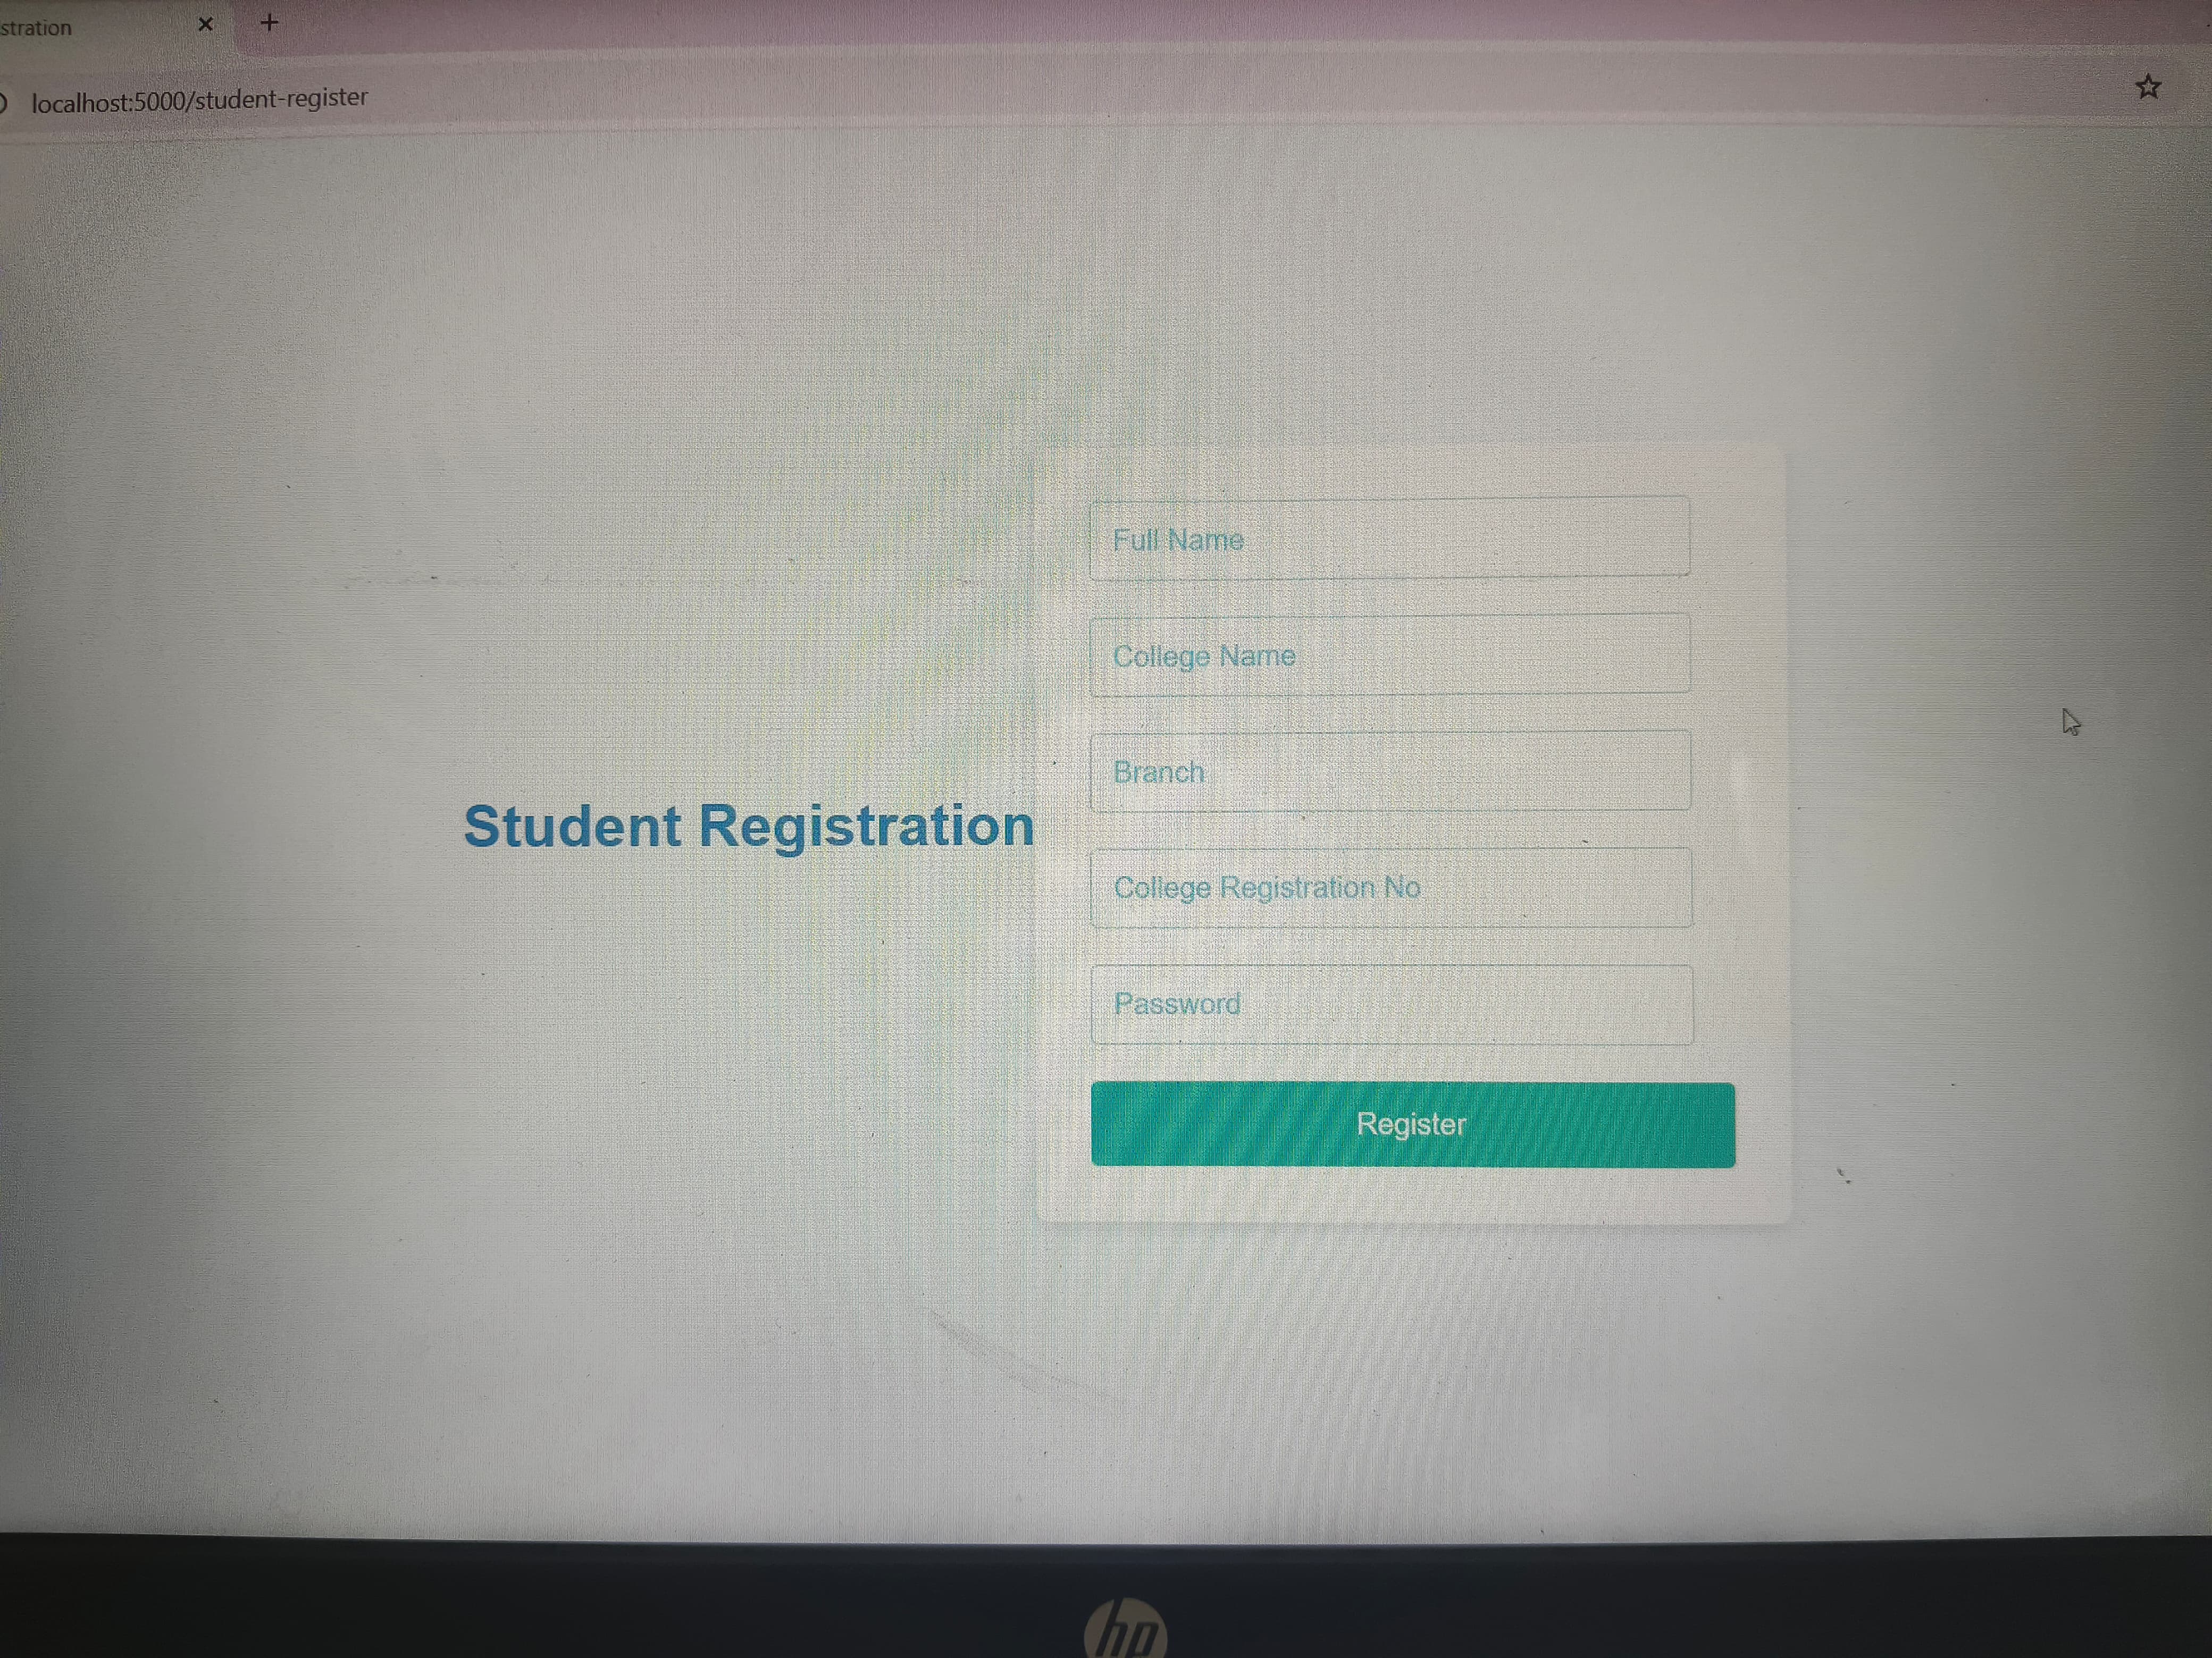 stration
localhost:5000/student-register
Student Registration
Full Name
College Name
Branch
College Registration No
Password
Register
hp